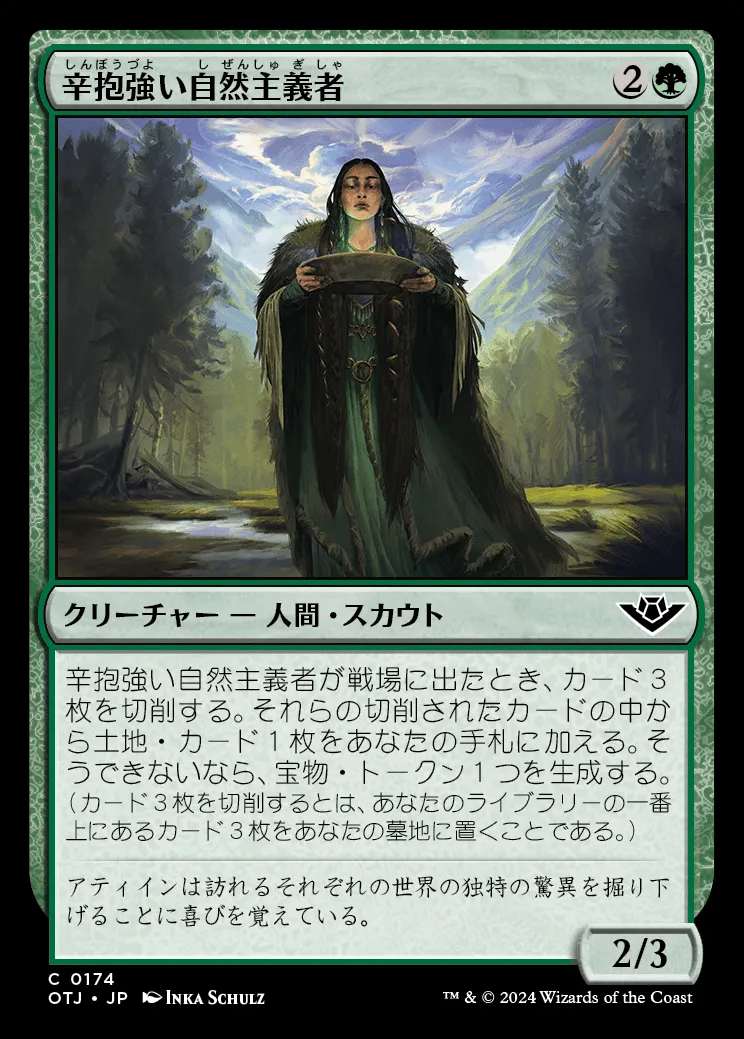 しんぼうづよ しぜんしゅぎしゃ
辛抱強い自然主義者 2
クリーチャー — 人間・スカウト
辛抱強い自然主義者が戦場に出たとき、カード3
枚を切削する。それらの切削されたカードの中か
ら土地・カード1枚をあなたの手札に加える。そ
うできないなら、宝物・トークン1つを生成する。
（カード3枚を切削するとは、あなたのライブラリーの一番
上にあるカード3枚をあなたの墓地に置くことである。）
アティインは訪れるそれぞれの世界の独特の驚異を掘り下
げることに喜びを覚えている。
2/3
C 0174
OTJ • JP Inka Schulz
™ & © 2024 Wizards of the Coast